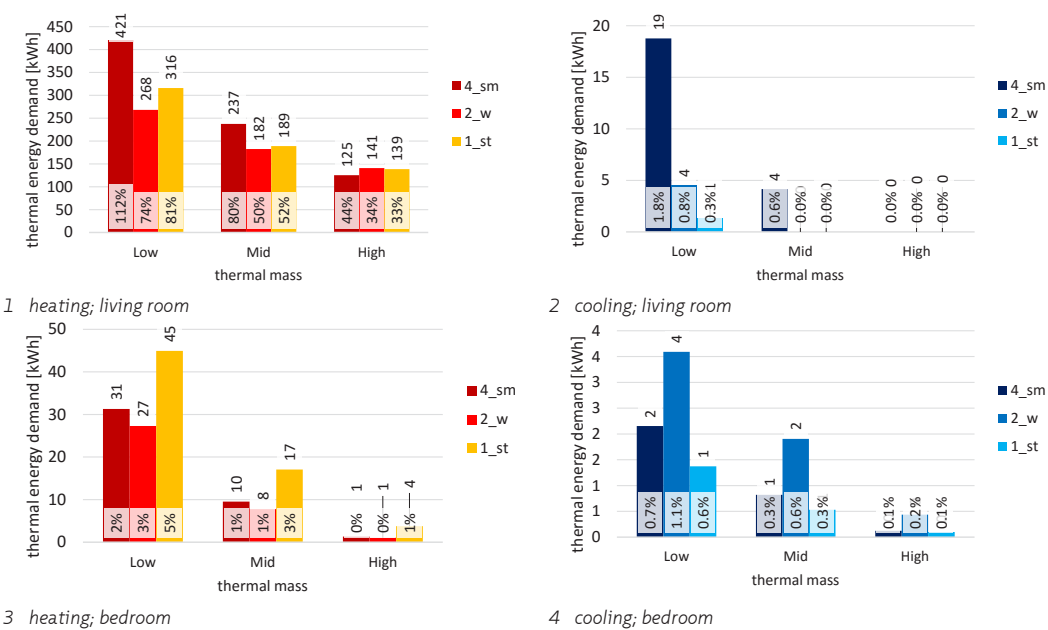 thermal energy demand [kWh]
450
400
350
300
250
200
150
100
50
0
421
268
316
237
182
189
125
141
139
112%
74%
81%
80%
50%
52%
44%
34%
33%
Low
Mid
High
thermal mass
4_sm
2_w
1_st
1 heating; living room
thermal energy demand [kWh]
20
15
10
5
0
19
4
1
4
0
0
0
0
0
1.8%
0.8%
0.3%
0.6%
0.0%
0.0%
0.0%
0.0%
0.0%
Low
Mid
High
thermal mass
4_sm
2_w
1_st
2 cooling; living room
thermal energy demand [kWh]
50
40
30
20
10
0
31
27
45
10
8
17
1
1
4
2%
3%
5%
1%
1%
3%
0%
0%
1%
Low
Mid
High
thermal mass
4_sm
2_w
1_st
3 heating; bedroom
thermal energy demand [kWh]
4
4
3
3
2
2
1
1
0
2
4
1
1
2
0.7%
1.1%
0.6%
0.3%
0.6%
0.3%
0.1%
0.2%
0.1%
Low
Mid
High
thermal mass
4_sm
2_w
1_st
4 cooling; bedroom